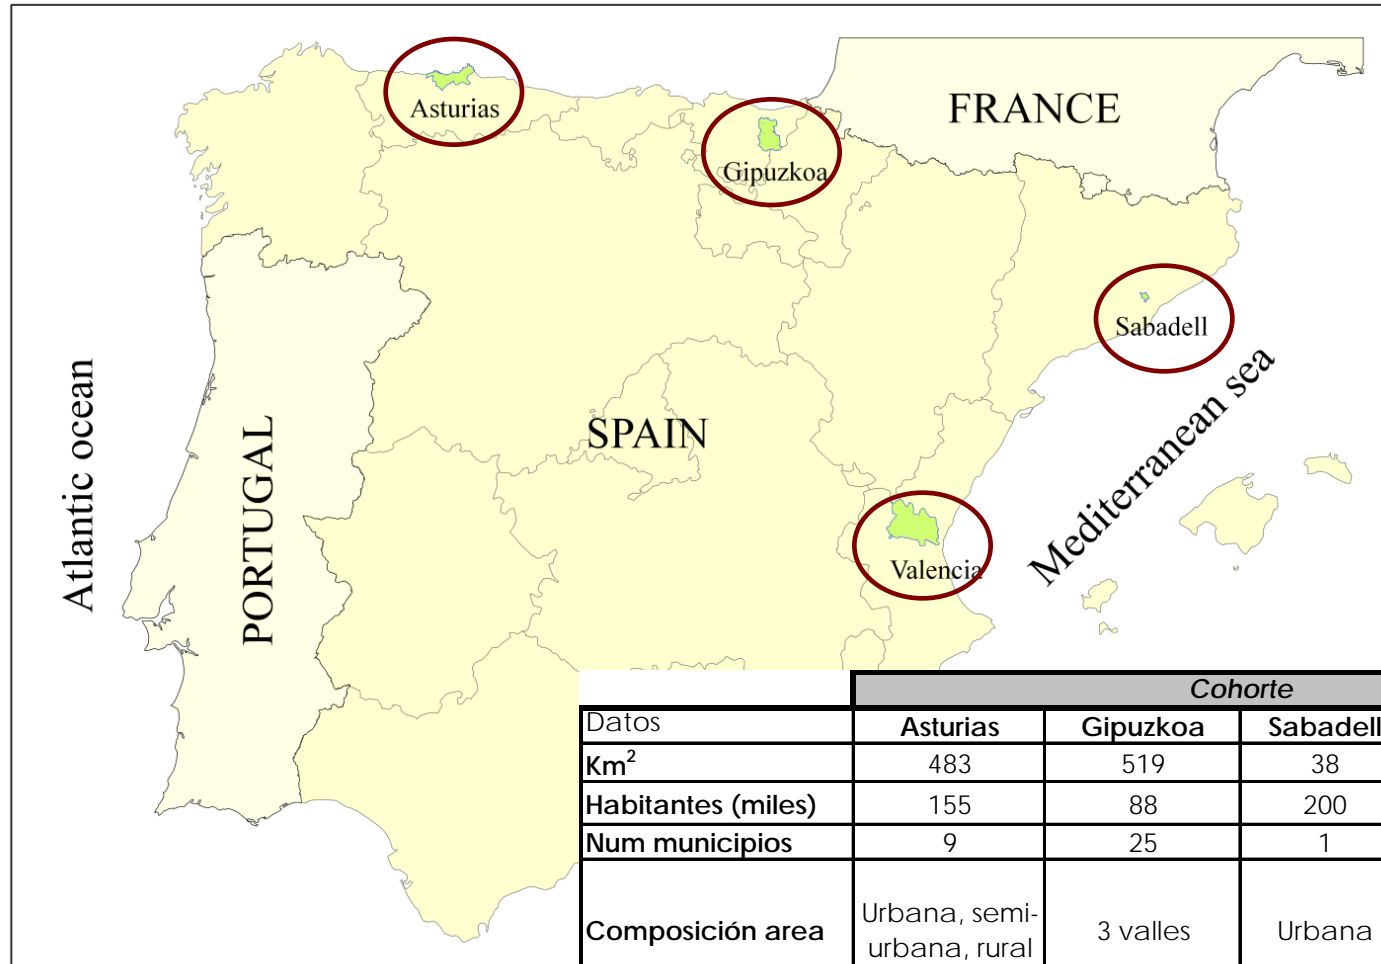 Asturias
FRANCE
Gipuzkoa
Sabadell
Atlantic ocean
PORTUGAL
SPAIN
Mediterranean sea
Valencia
Cohorte
Datos Asturias Gipuzkoa Sabadell
Km² 483 519 38
Habitantes (miles) 155 88 200
Num municipios 9 25 1
Composición area Urbana, semi-
urbana, rural 3 valles Urbana